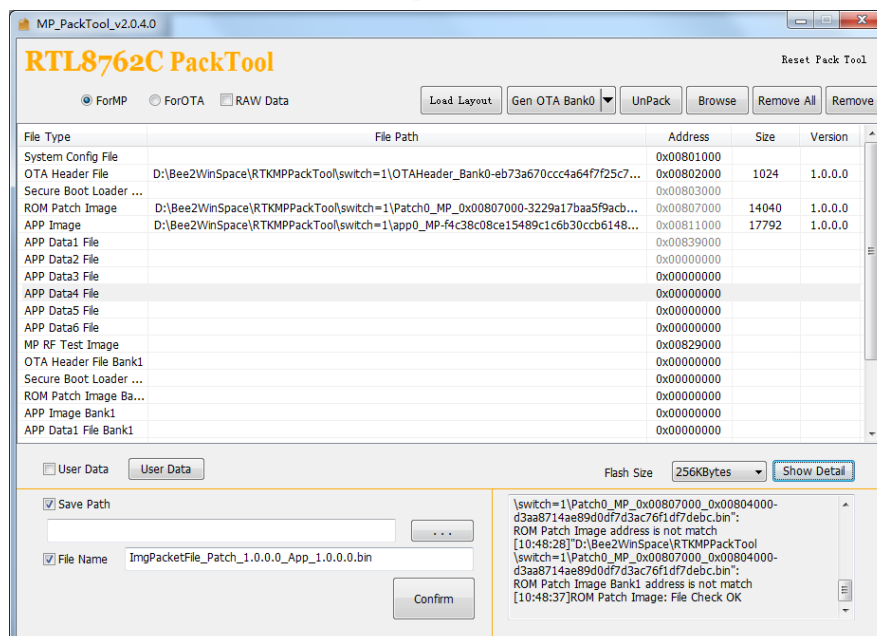 MP_PackTool_v2.0.4.0
RTL8762C PackTool
Reset Pack Tool
ForMP ForOTA RAW Data Load Layout Gen OTA Bank0 UnPack Browse Remove All Remove
File Type File Path Address Size Version
System Config File 0x00801000
OTA Header File D:\Bee2WinSpace\RTKMPPackTool\switch=1\OTAHeader_Bank0-eb73a670ccc4a64f7f25c7... 0x00802000 1024 1.0.0.0
Secure Boot Loader ... 0x00803000
ROM Patch Image D:\Bee2WinSpace\RTKMPPackTool\switch=1\Patch0_MP_0x00807000-3229a17baa5f9acb... 0x00807000 14040 1.0.0.0
APP Image D:\Bee2WinSpace\RTKMPPackTool\switch=1\app0_MP-f4c38c08ce15489c1c6b30ccb6148... 0x00811000 17792 1.0.0.0
APP Data1 File 0x00839000
APP Data2 File 0x00000000
APP Data3 File 0x00000000
APP Data4 File 0x00000000
APP Data5 File 0x00000000
APP Data6 File 0x00000000
MP RF Test Image 0x00829000
OTA Header File Bank1 0x00000000
Secure Boot Loader ... 0x00000000
ROM Patch Image Ba... 0x00000000
APP Image Bank1 0x00000000
APP Data1 File Bank1 0x00000000
User Data User Data Flash Size 256KBytes Show Detail
Save Path
...
File Name ImgPacketFile_Patch_1.0.0.0_App_1.0.0.0.bin
Confirm
\switch=1\Patch0_MP_0x00807000_0x00804000-
d3aa8714ae89d0df7d3ac76f1df7debc.bin":
ROM Patch Image address is not match
[10:48:28]"D:\Bee2WinSpace\RTKMPPackTool
\switch=1\Patch0_MP_0x00807000_0x00804000-
d3aa8714ae89d0df7d3ac76f1df7debc.bin":
ROM Patch Image Bank1 address is not match
[10:48:37]ROM Patch Image: File Check OK